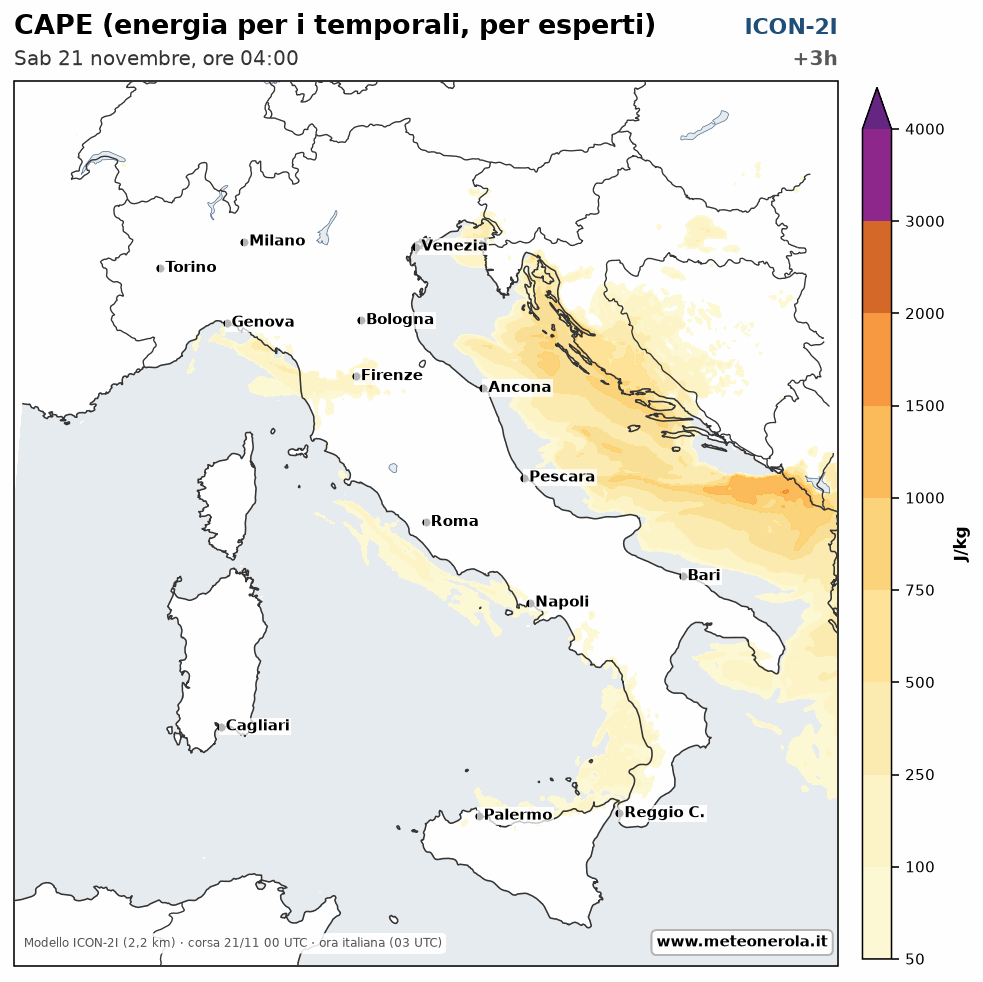 CAPE (energia per i temporali, per esperti)
ICON-2I
Sab 21 novembre, ore 04:00
+3h
Milano
Venezia
Torino
Genova
Bologna
Firenze
Ancona
Pescara
Roma
Bari
Napoli
Cagliari
Palermo
Reggio C.
4000
3000
2000
1500
1000
750
500
250
100
50
J/kg
Modello ICON-2I (2,2 km) · corsa 21/11 00 UTC · ora italiana (03 UTC)
www.meteonerola.it